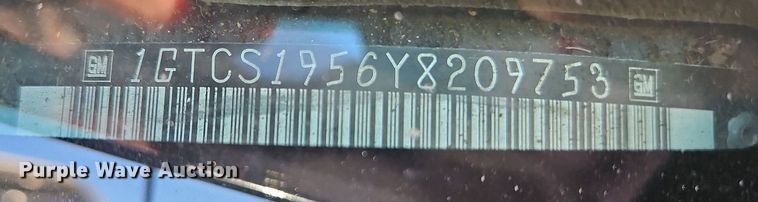 GM 1GTCS1956Y8209753 GM
Purple Wave Auction